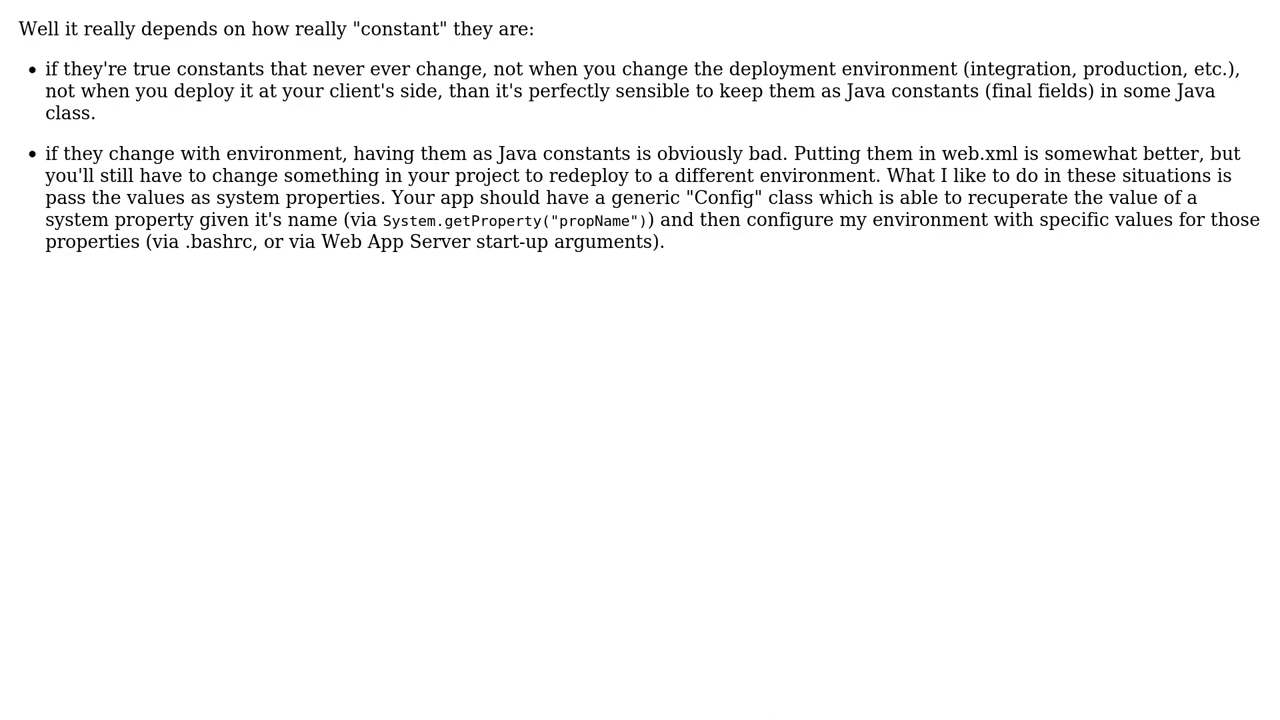 Well it really depends on how really "constant" they are:
• if they're true constants that never ever change, not when you change the deployment environment (integration, production, etc.),
not when you deploy it at your client's side, than it's perfectly sensible to keep them as Java constants (final fields) in some Java
class.
• if they change with environment, having them as Java constants is obviously bad. Putting them in web.xml is somewhat better, but
you'll still have to change something in your project to redeploy to a different environment. What I like to do in these situations is
pass the values as system properties. Your app should have a generic "Config" class which is able to recuperate the value of a
system property given it's name (via System.getProperty("propName")) and then configure my environment with specific values for those
properties (via .bashrc, or via Web App Server start-up arguments).